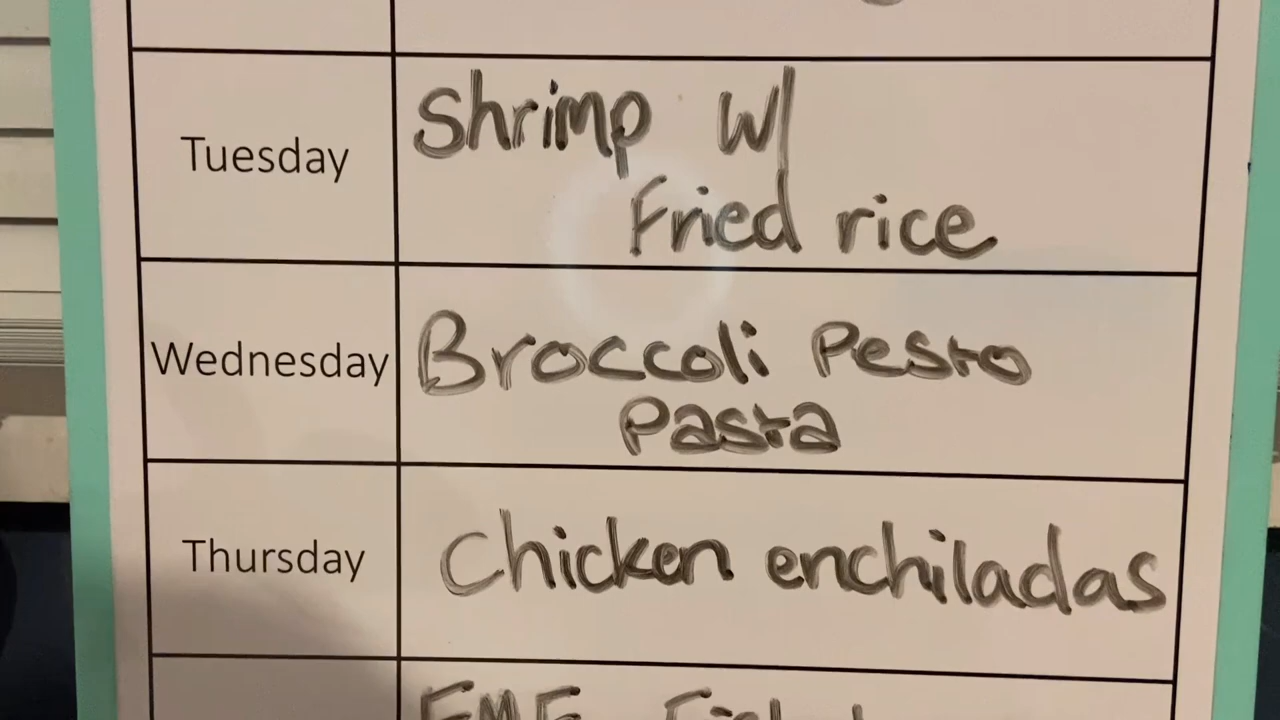 Tuesday
Shrimp w/
Fried rice
Wednesday
Broccoli Pesto
Pasta
Thursday
Chicken enchiladas